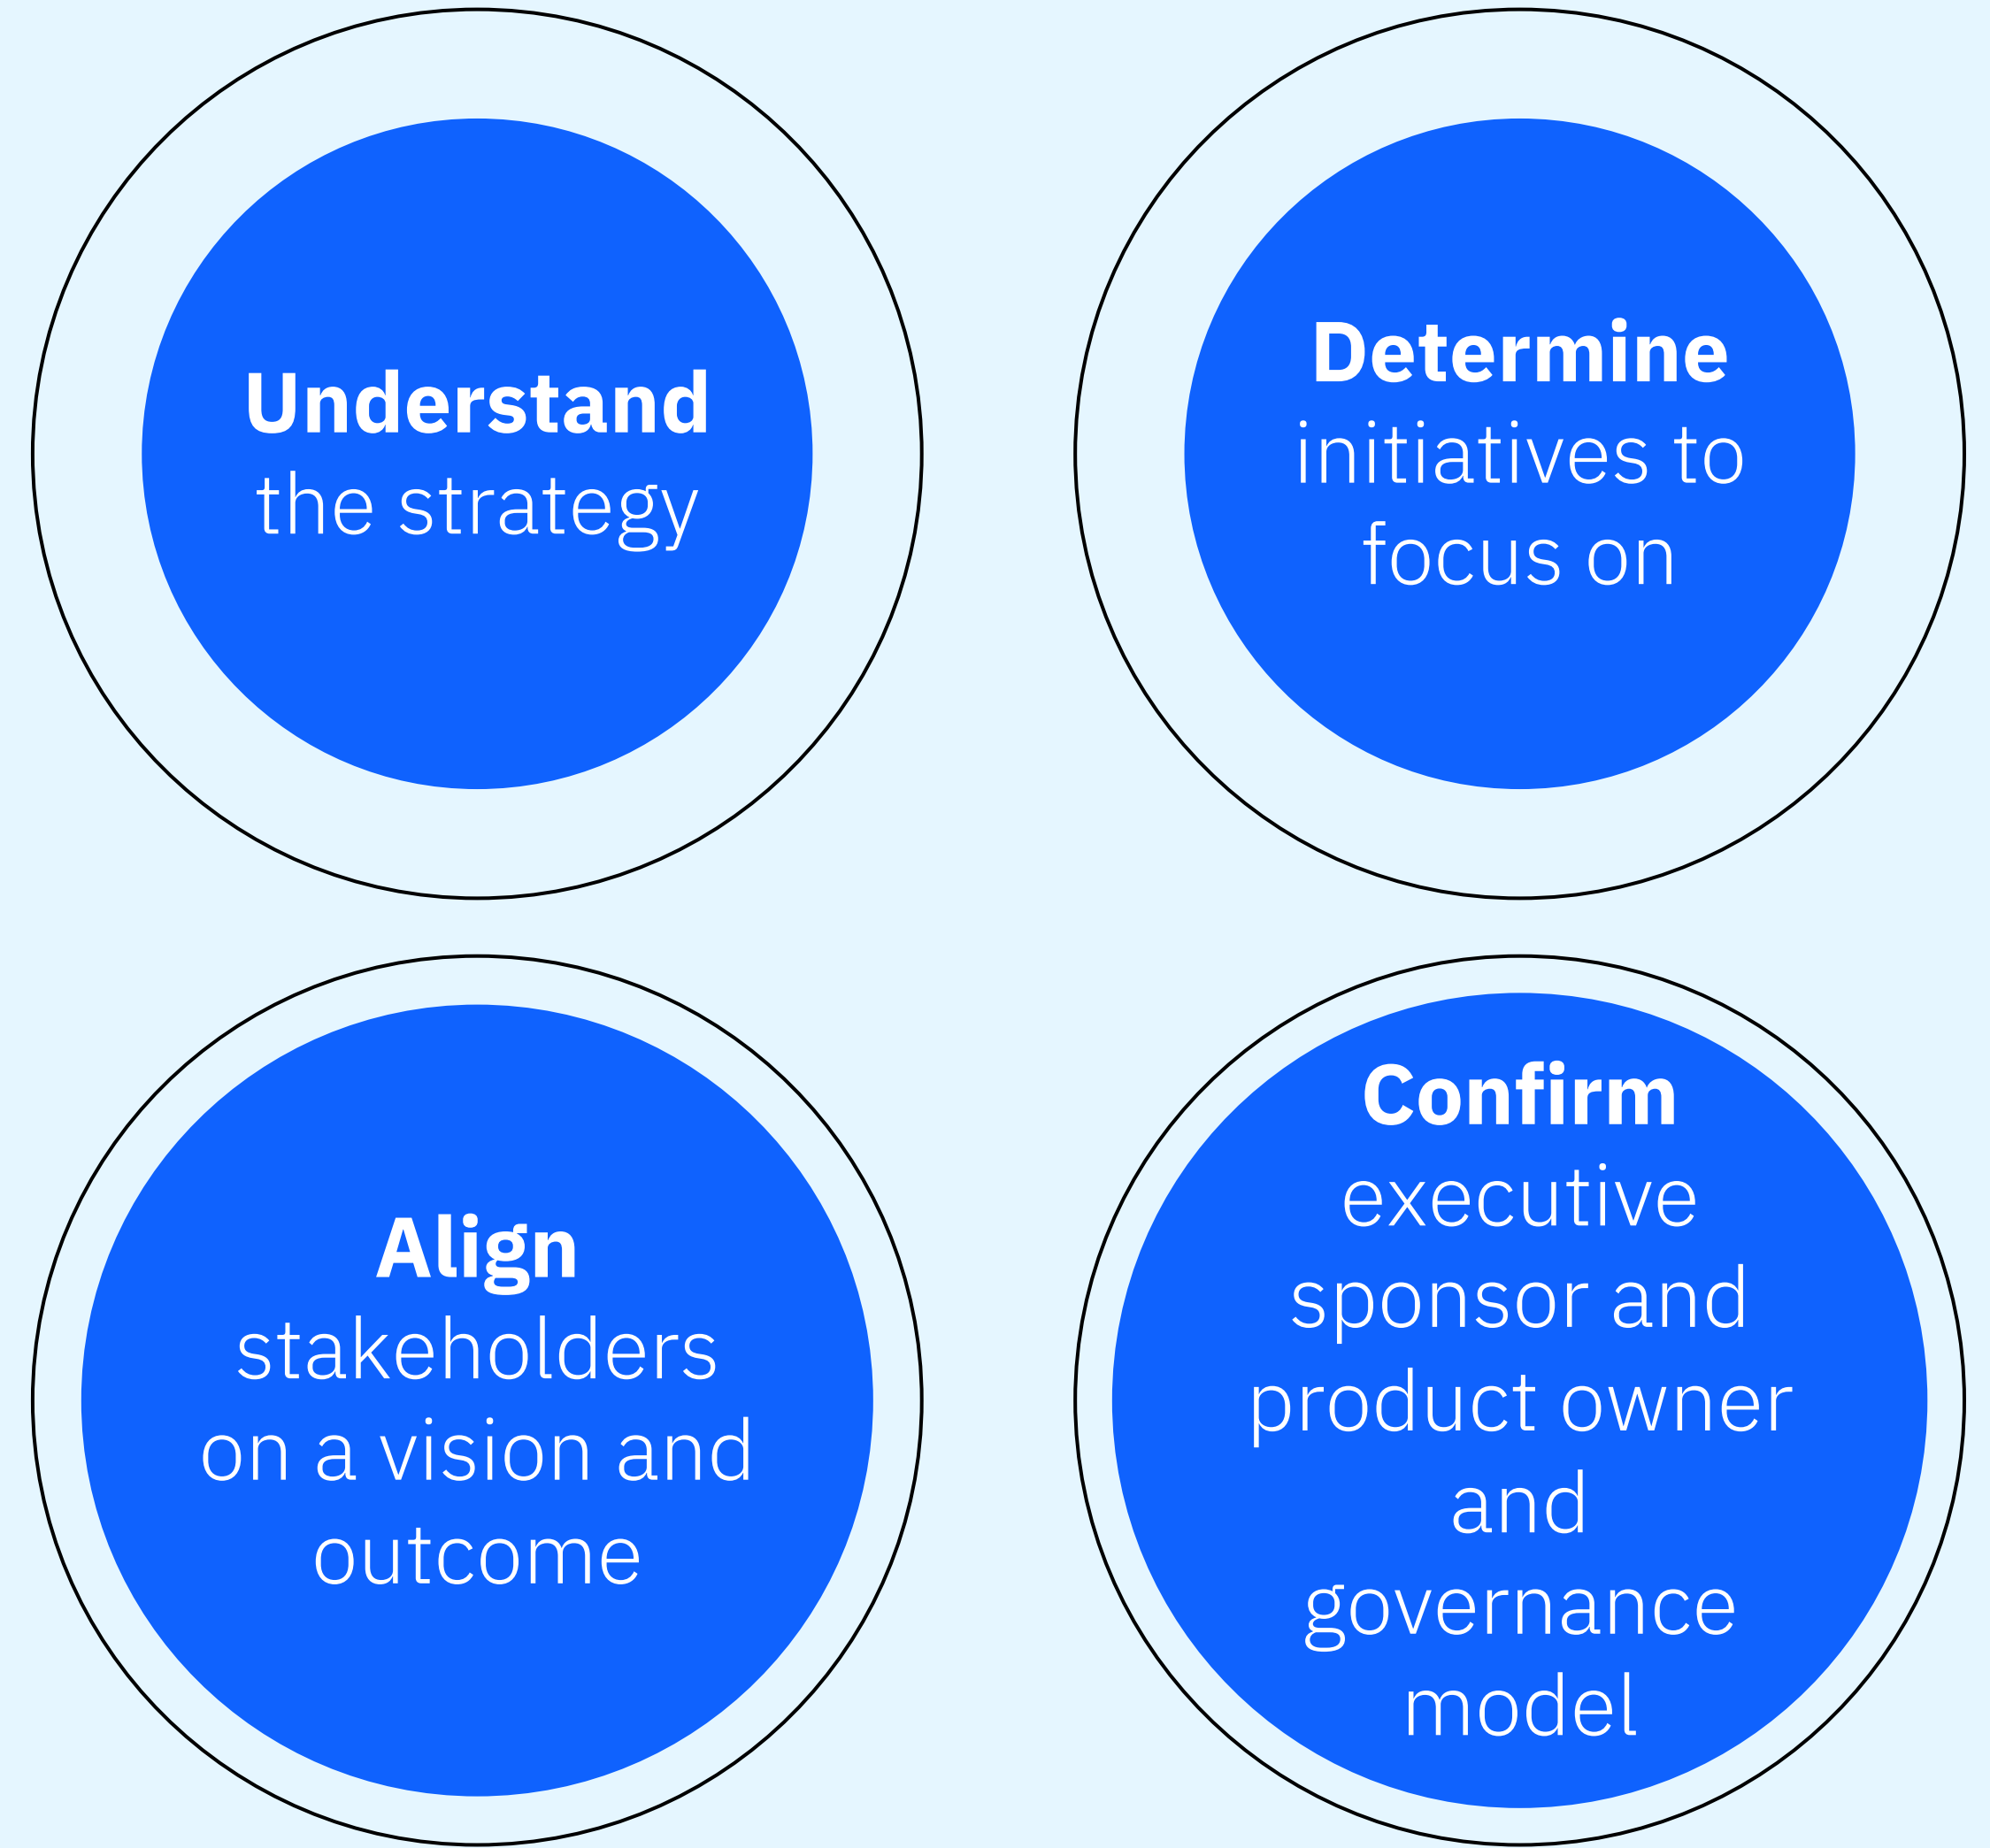 Understand
the strategy
Determine
initiatives to
focus on
Align
stakeholders
on a vision and
outcome
Confirm
executive
sponsor and
product owner
and
governance
model